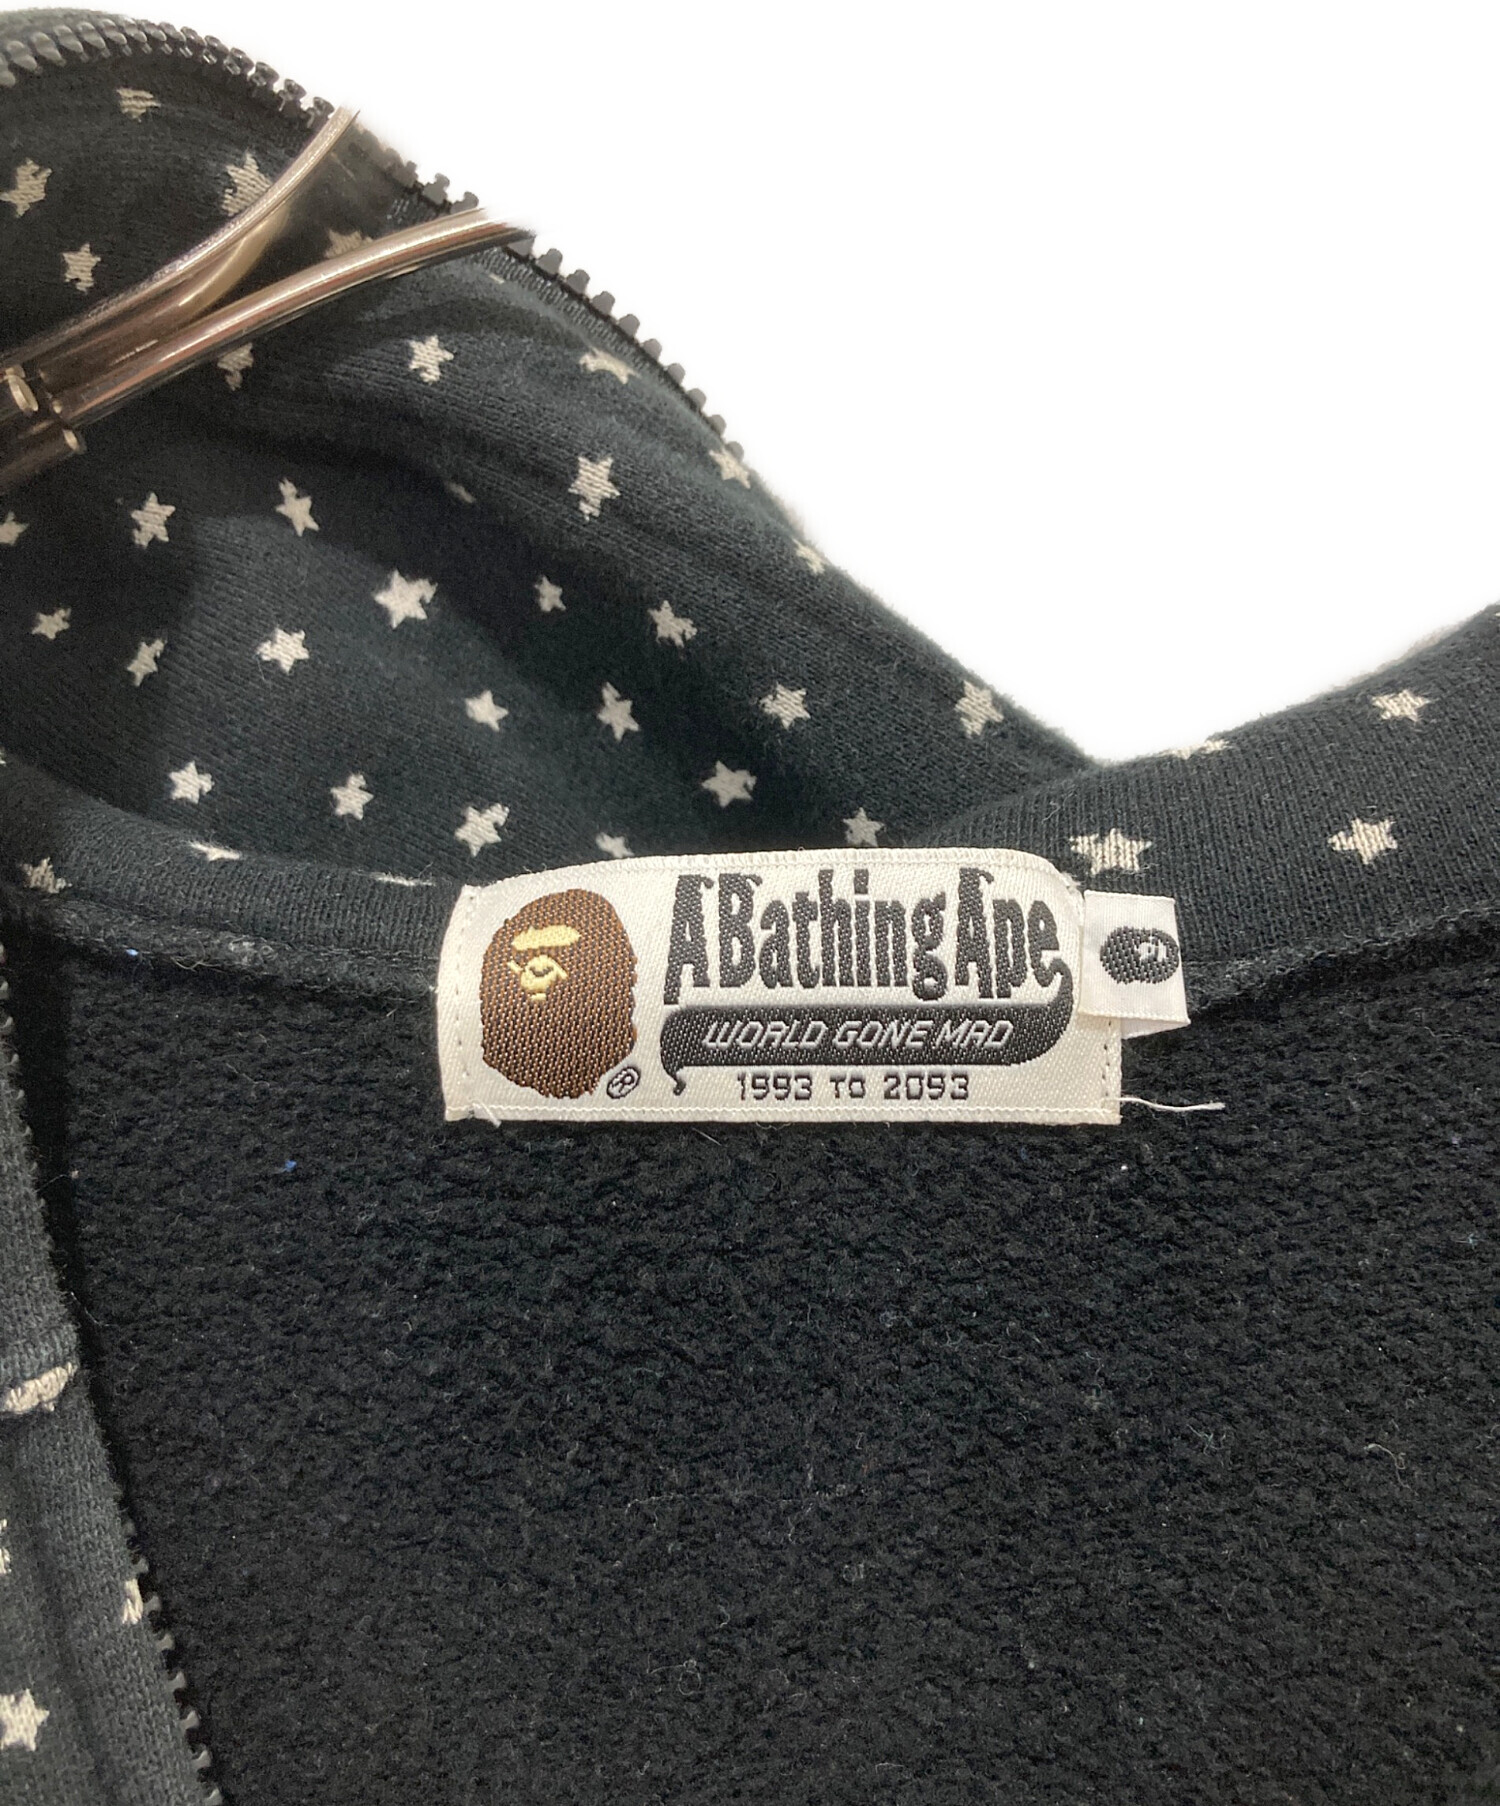 A Bathing Ape
WORLD GONE MAD
1993 TO 2093
®